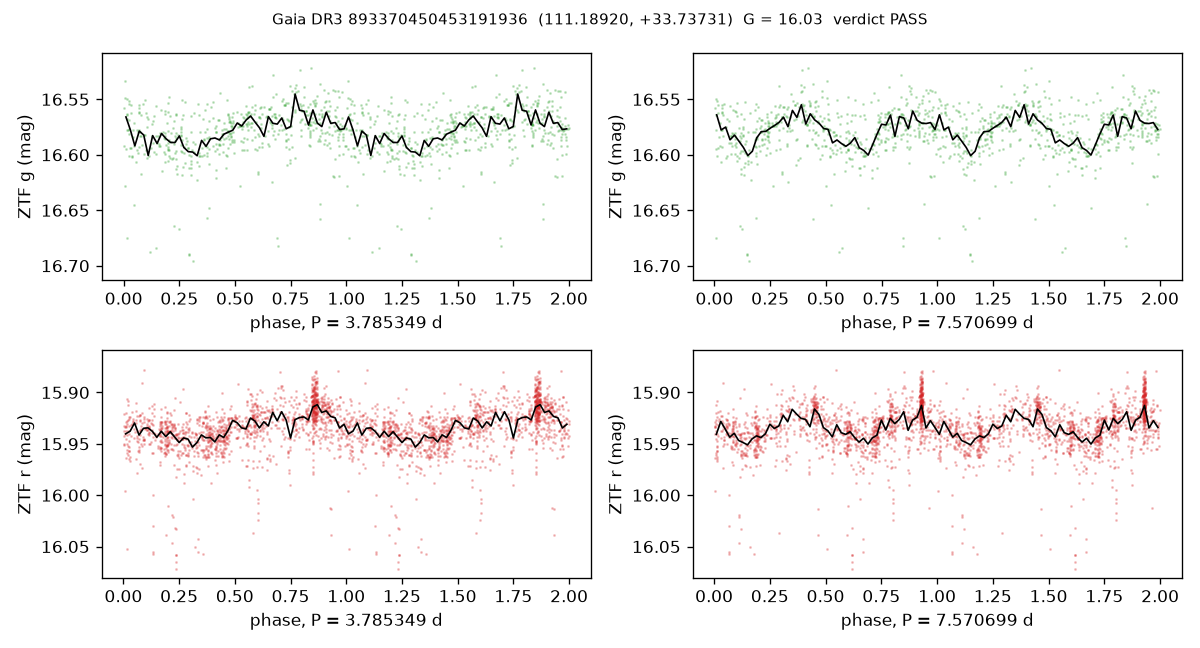 Gaia DR3 893370450453191936  (111.18920, +33.73731)  G = 16.03  verdict PASS
ZTF g (mag)
16.55
16.60
16.65
16.70
0.00 0.25 0.50 0.75 1.00 1.25 1.50 1.75 2.00
phase, P = 3.785349 d
ZTF g (mag)
16.55
16.60
16.65
16.70
0.00 0.25 0.50 0.75 1.00 1.25 1.50 1.75 2.00
phase, P = 7.570699 d
ZTF r (mag)
15.90
15.95
16.00
16.05
0.00 0.25 0.50 0.75 1.00 1.25 1.50 1.75 2.00
phase, P = 3.785349 d
ZTF r (mag)
15.90
15.95
16.00
16.05
0.00 0.25 0.50 0.75 1.00 1.25 1.50 1.75 2.00
phase, P = 7.570699 d